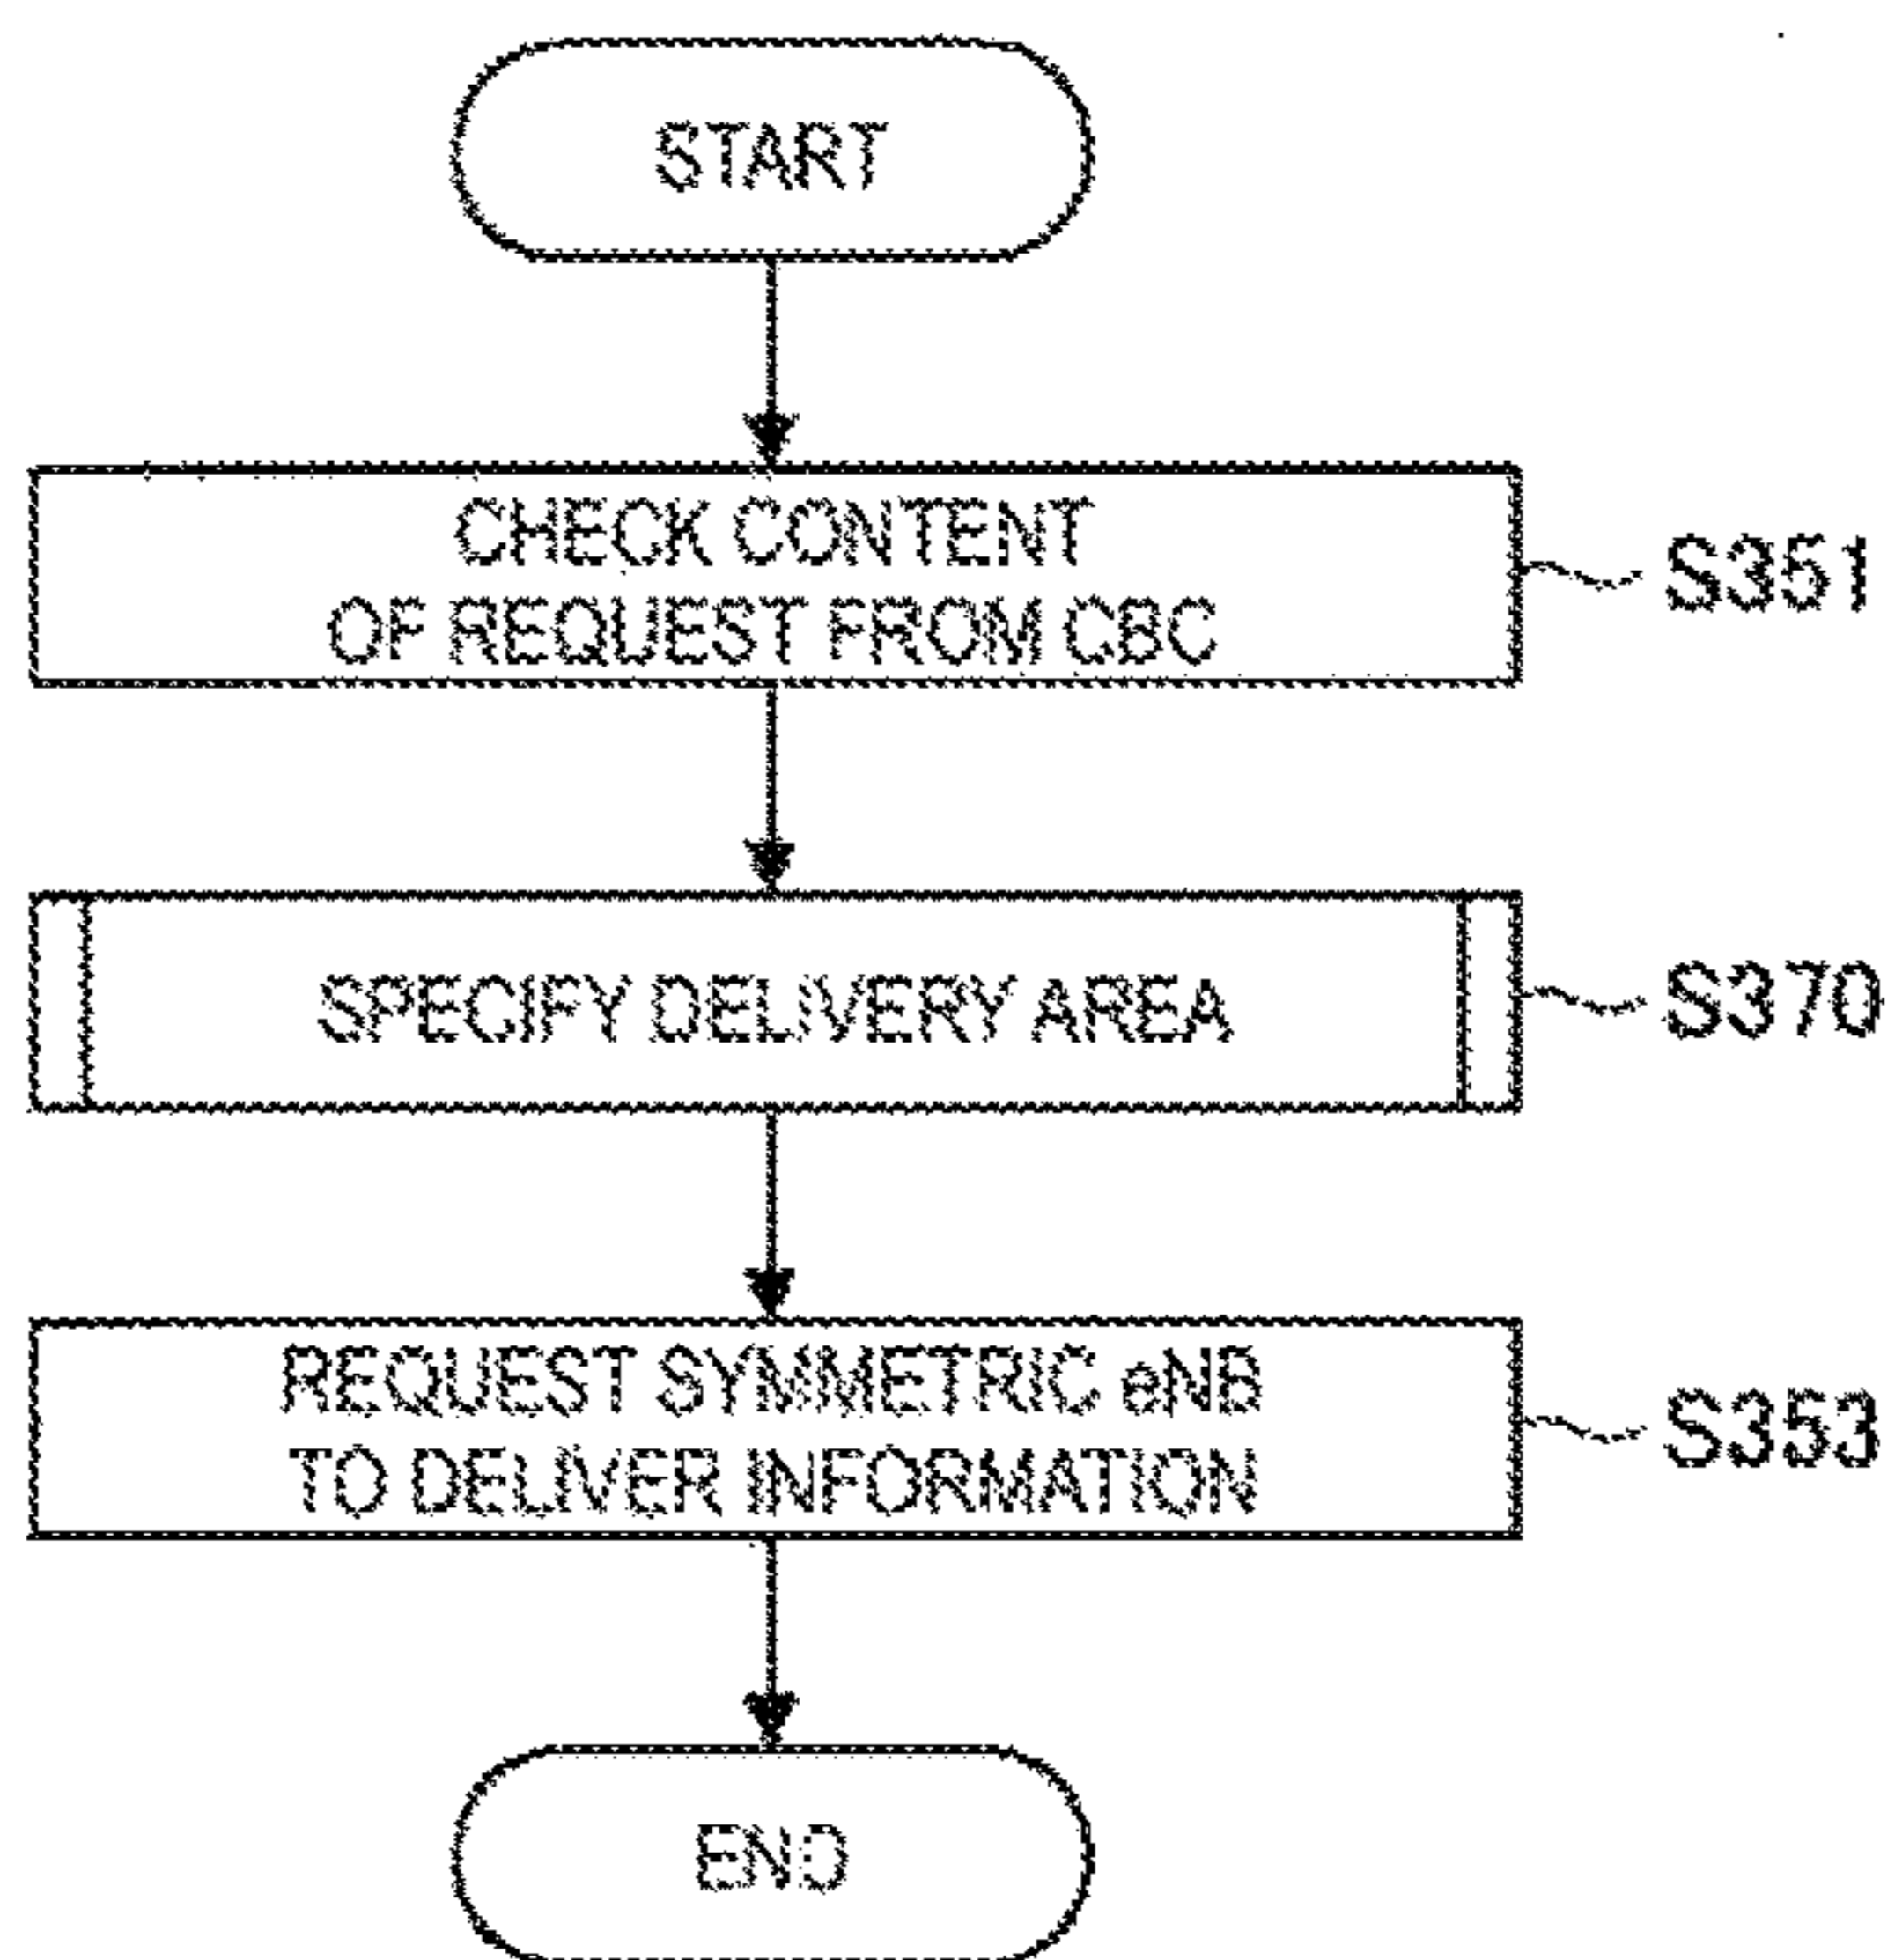 START
CHECK CONTENT
OF REQUEST FROM CBC
S351
SPECIFY DELIVERY AREA
S370
REQUEST SYMMETRIC eNB
TO DELIVER INFORMATION
S353
END